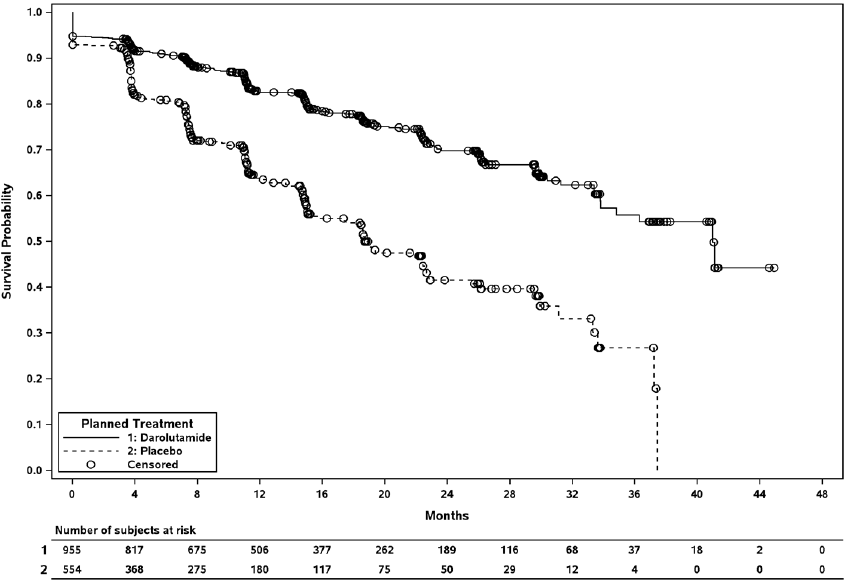 1.0
0.9
0.8
0.7
0.6
0.5
0.4
0.3
0.2
0.1
0.0
Survival Probability
Planned Treatment
1: Darolutamide
2: Placebo
Censored
0 4 8 12 16 20 24 28 32 36 40 44 48
Months
Number of subjects at risk
1 955 817 675 506 377 262 189 116 68 37 18 2 0
2 554 368 275 180 117 75 50 29 12 4 0 0 0